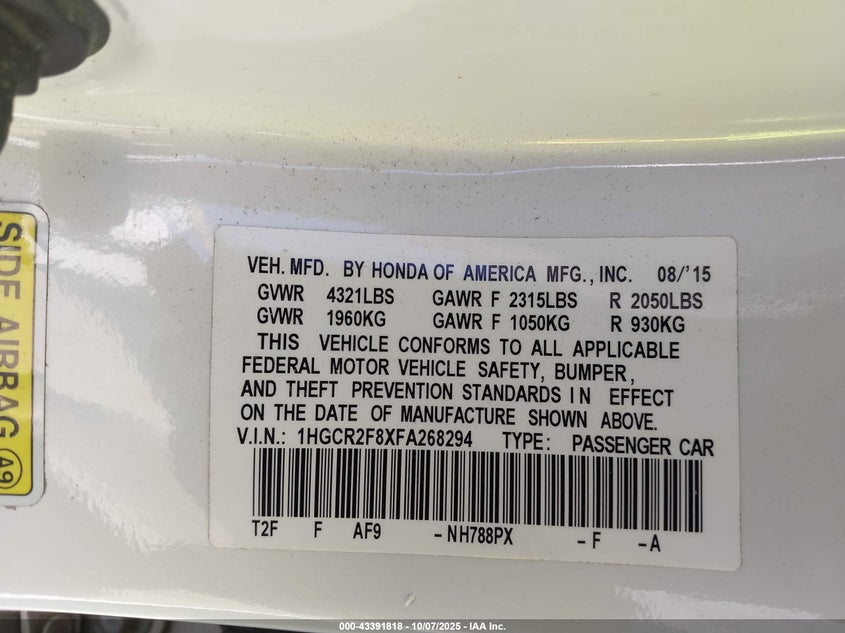 SIDE AIRBAG A9
VEH. MFD. BY HONDA OF AMERICA MFG., INC. 08/'15
GVWR 4321LBS GAWR F 2315LBS R 2050LBS
GVWR 1960KG GAWR F 1050KG R 930KG
THIS VEHICLE CONFORMS TO ALL APPLICABLE
FEDERAL MOTOR VEHICLE SAFETY, BUMPER,
AND THEFT PREVENTION STANDARDS IN EFFECT
ON THE DATE OF MANUFACTURE SHOWN ABOVE.
V.I.N.: 1HGCR2F8XFA268294 TYPE: PASSENGER CAR
T2F F AF9 -NH788PX -F -A
000-43391818 - 10/07/2025 - IAA Inc.